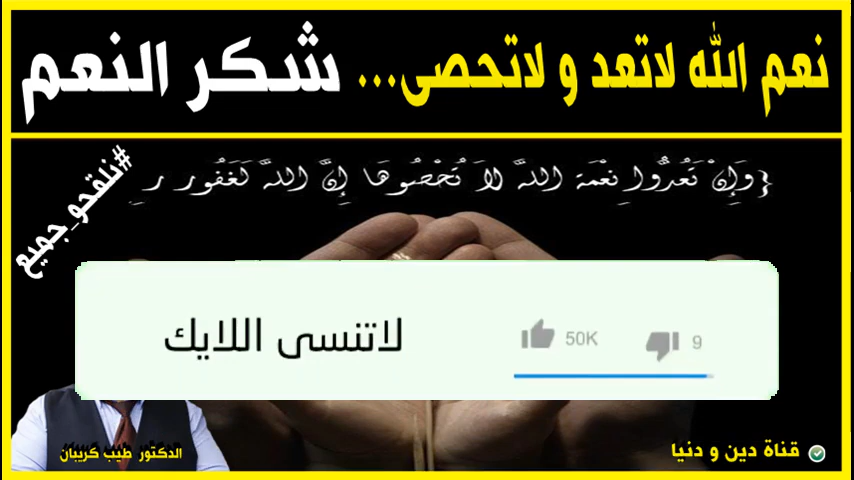 نعم الله لاتعد و لاتحصى... شكر النعم
{وَإِنْ تَعُدُّوا نِعْمَةَ اللَّهِ لَا تُحْصُوهَا إِنَّ اللَّهَ لَغَفُور
#نلقحو_جميع
لاتنسى اللايك
50K
9
الدكتور طيب كريبان
قناة دين و دنيا